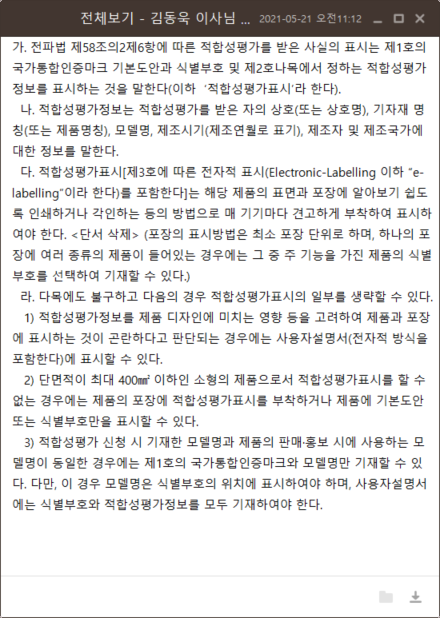 전체보기 - 김동욱 이사님 ... 2021-05-21 오전11:12
가. 전파법 제58조의2제6항에 따른 적합성평가를 받은 사실의 표시는 제1호의
국가통합인증마크 기본도안과 식별부호 및 제2호나목에서 정하는 적합성평가
정보를 표시하는 것을 말한다(이하 '적합성평가표시'라 한다).
나. 적합성평가정보는 적합성평가를 받은 자의 상호(또는 상호명), 기자재 명
칭(또는 제품명칭), 모델명, 제조시기(제조연월로 표기), 제조자 및 제조국가에
대한 정보를 말한다.
다. 적합성평가표시[제3호에 따른 전자적 표시(Electronic-Labelling 이하 "e-
labelling"이라 한다)를 포함한다]는 해당 제품의 표면과 포장에 알아보기 쉽도
록 인쇄하거나 각인하는 등의 방법으로 매 기기마다 견고하게 부착하여 표시하
여야 한다. <단서 삭제> (포장의 표시방법은 최소 포장 단위로 하며, 하나의 포
장에 여러 종류의 제품이 들어있는 경우에는 그 중 주 기능을 가진 제품의 식별
부호를 선택하여 기재할 수 있다.)
라. 다목에도 불구하고 다음의 경우 적합성평가표시의 일부를 생략할 수 있다.
1) 적합성평가정보를 제품 디자인에 미치는 영향 등을 고려하여 제품과 포장
에 표시하는 것이 곤란하다고 판단되는 경우에는 사용자설명서(전자적 방식을
포함한다)에 표시할 수 있다.
2) 단면적이 최대 400㎟ 이하인 소형의 제품으로서 적합성평가표시를 할 수
없는 경우에는 제품의 포장에 적합성평가표시를 부착하거나 제품에 기본도안
또는 식별부호만을 표시할 수 있다.
3) 적합성평가 신청 시 기재한 모델명과 제품의 판매·홍보 시에 사용하는 모
델명이 동일한 경우에는 제1호의 국가통합인증마크와 모델명만 기재할 수 있
다. 다만, 이 경우 모델명은 식별부호의 위치에 표시하여야 하며, 사용자설명서
에는 식별부호와 적합성평가정보를 모두 기재하여야 한다.